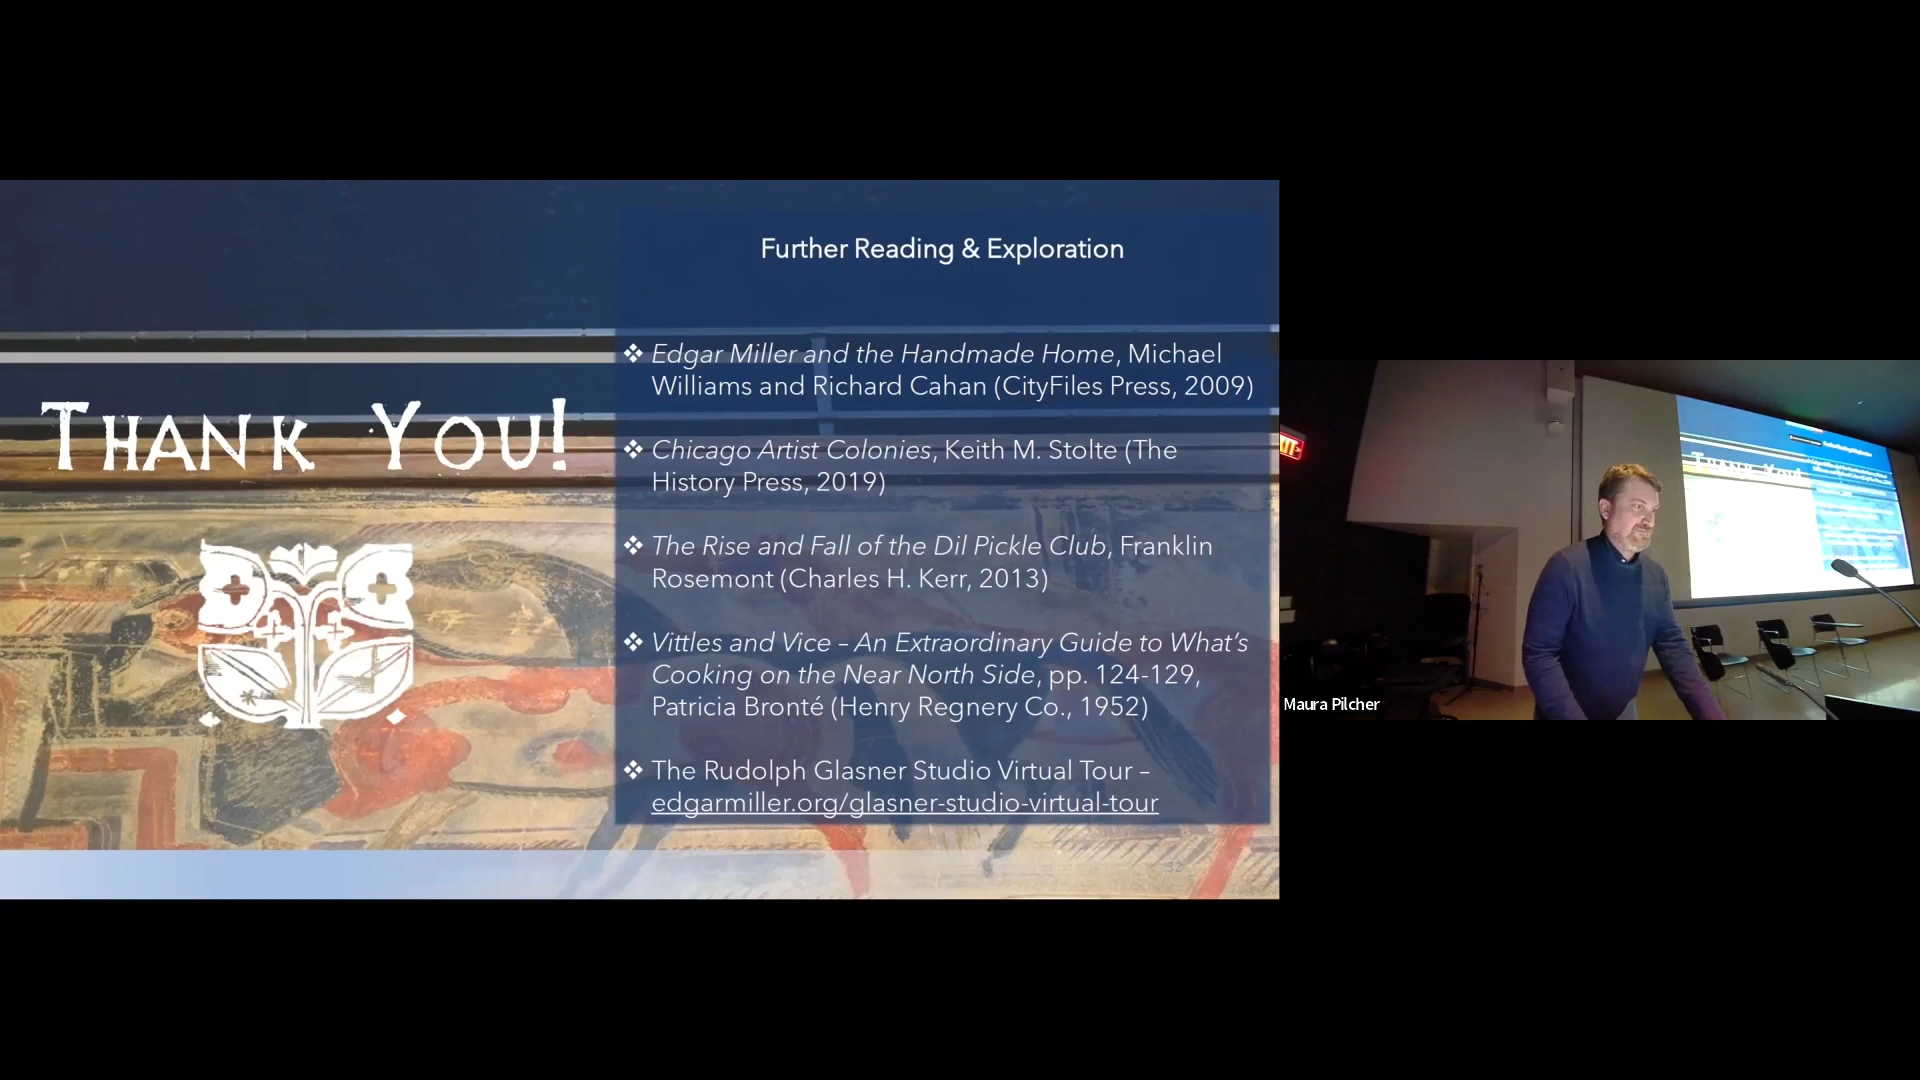 THANK YOU!
Further Reading & Exploration
❖ Edgar Miller and the Handmade Home, Michael
Williams and Richard Cahan (CityFiles Press, 2009)
❖ Chicago Artist Colonies, Keith M. Stolte (The
History Press, 2019)
❖ The Rise and Fall of the Dil Pickle Club, Franklin
Rosemont (Charles H. Kerr, 2013)
❖ Vittles and Vice – An Extraordinary Guide to What's
Cooking on the Near North Side, pp. 124-129,
Patricia Bronté (Henry Regnery Co., 1952)
❖ The Rudolph Glasner Studio Virtual Tour –
edgarmiller.org/glasner-studio-virtual-tour
32
THANK YOU!
Maura Pilcher